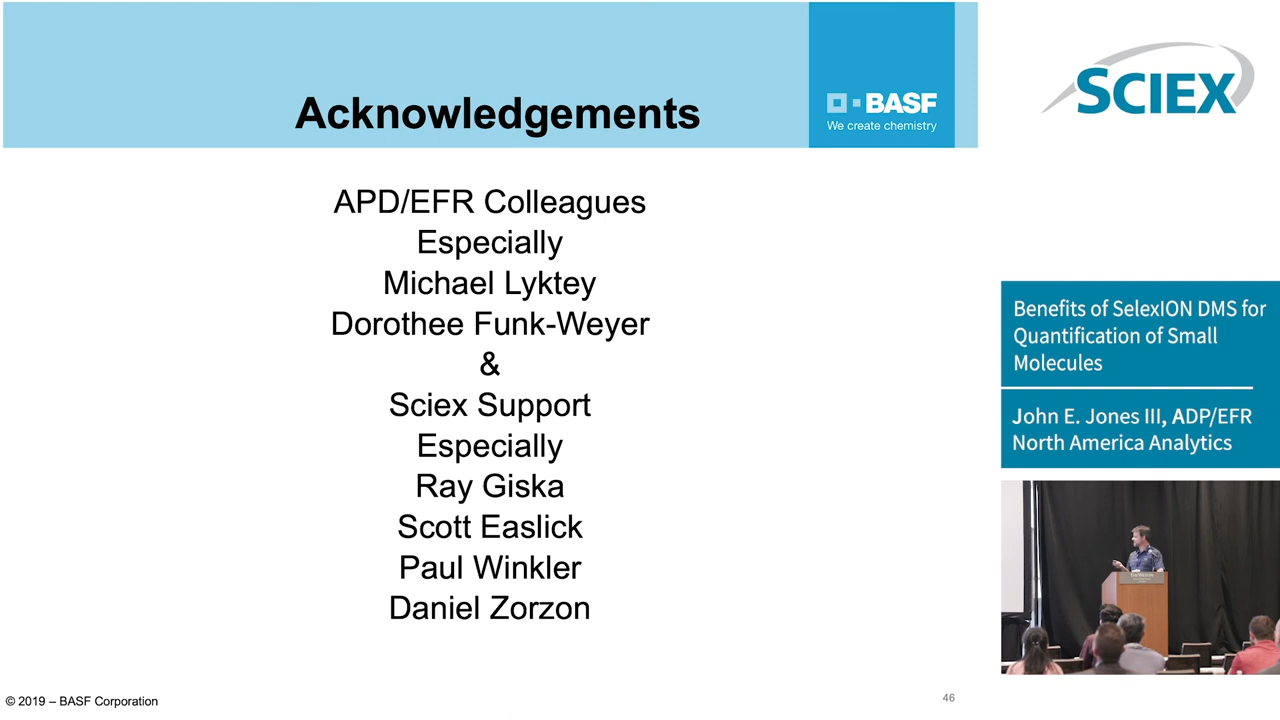 Acknowledgements
BASF
We create chemistry
SCIEX
APD/EFR Colleagues
Especially
Michael Lyktey
Dorothee Funk-Weyer
&
Sciex Support
Especially
Ray Giska
Scott Easlick
Paul Winkler
Daniel Zorzon
Benefits of SelexION DMS for
Quantification of Small
Molecules
John E. Jones III, ADP/EFR
North America Analytics
© 2019 – BASF Corporation
46